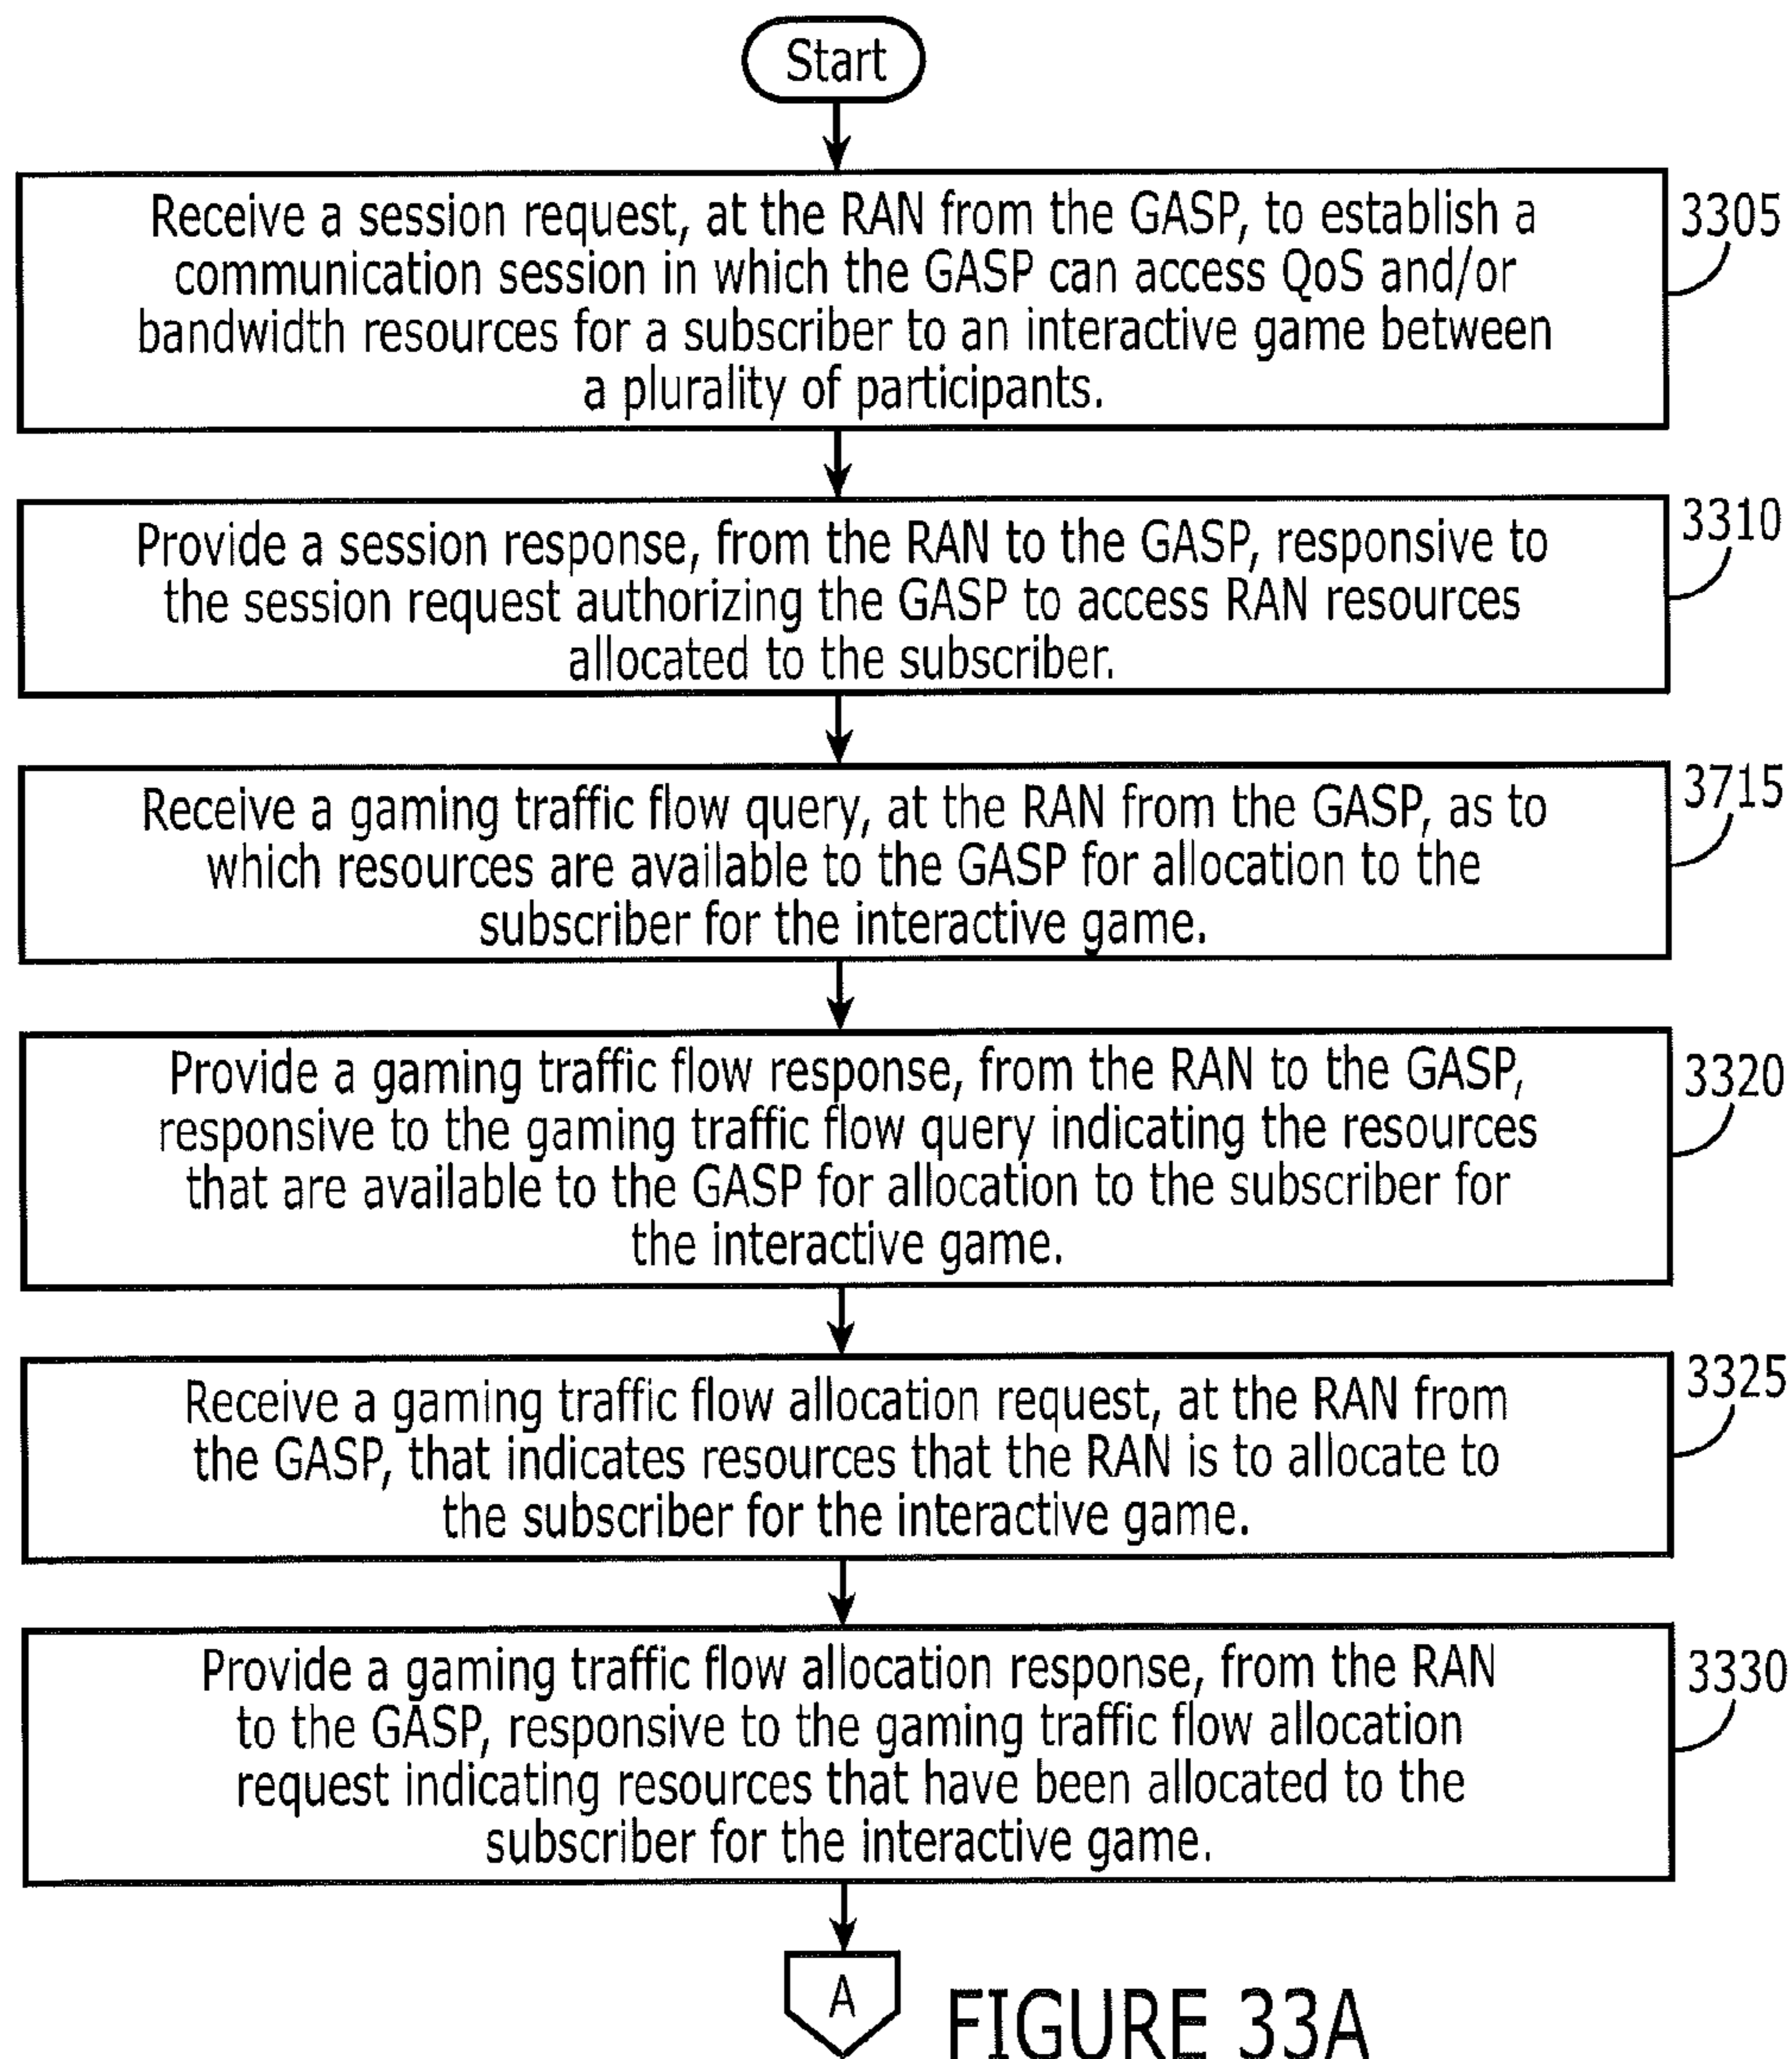 Start
Receive a session request, at the RAN from the GASP, to establish a
communication session in which the GASP can access QoS and/or
bandwidth resources for a subscriber to an interactive game between
a plurality of participants.
3305
Provide a session response, from the RAN to the GASP, responsive to
the session request authorizing the GASP to access RAN resources
allocated to the subscriber.
3310
Receive a gaming traffic flow query, at the RAN from the GASP, as to
which resources are available to the GASP for allocation to the
subscriber for the interactive game.
3715
Provide a gaming traffic flow response, from the RAN to the GASP,
responsive to the gaming traffic flow query indicating the resources
that are available to the GASP for allocation to the subscriber for
the interactive game.
3320
Receive a gaming traffic flow allocation request, at the RAN from
the GASP, that indicates resources that the RAN is to allocate to
the subscriber for the interactive game.
3325
Provide a gaming traffic flow allocation response, from the RAN
to the GASP, responsive to the gaming traffic flow allocation
request indicating resources that have been allocated to the
subscriber for the interactive game.
3330
A
FIGURE 33A